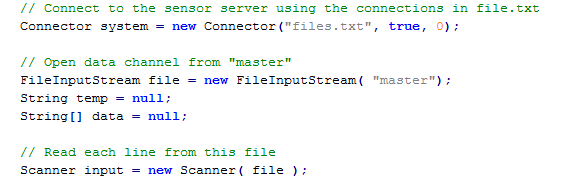 // Connect to the sensor server using the connections in file.txt
Connector system = new Connector("files.txt", true, 0);
// Open data channel from "master"
FileInputStream file = new FileInputStream( "master");
String temp = null;
String[] data = null;
// Read each line from this file
Scanner input = new Scanner( file );